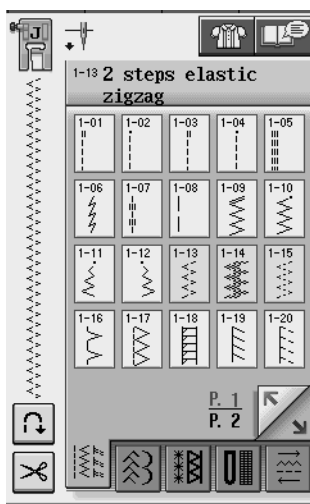 J
1-13 2 steps elastic
zigzag
1-01 1-02 1-03 1-04 1-05
1-06 1-07 1-08 1-09 1-10
1-11 1-12 1-13 1-14 1-15
1-16 1-17 1-18 1-19 1-20
P. 1
P. 2